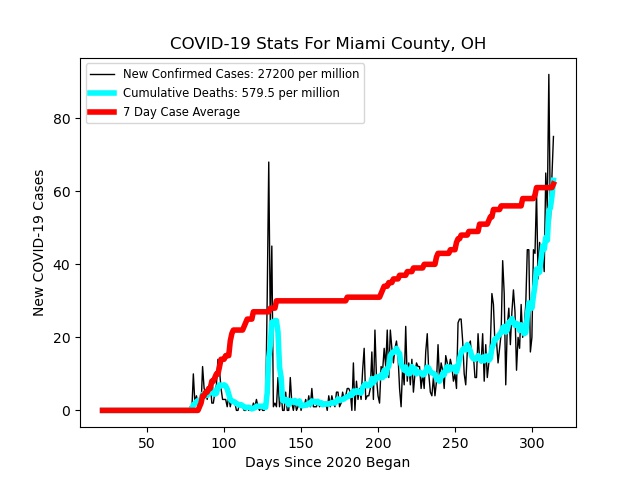 COVID-19 Stats For Miami County, OH
New Confirmed Cases: 27200 per million
Cumulative Deaths: 579.5 per million
7 Day Case Average
New COVID-19 Cases
80
60
40
20
0
50 100 150 200 250 300
Days Since 2020 Began